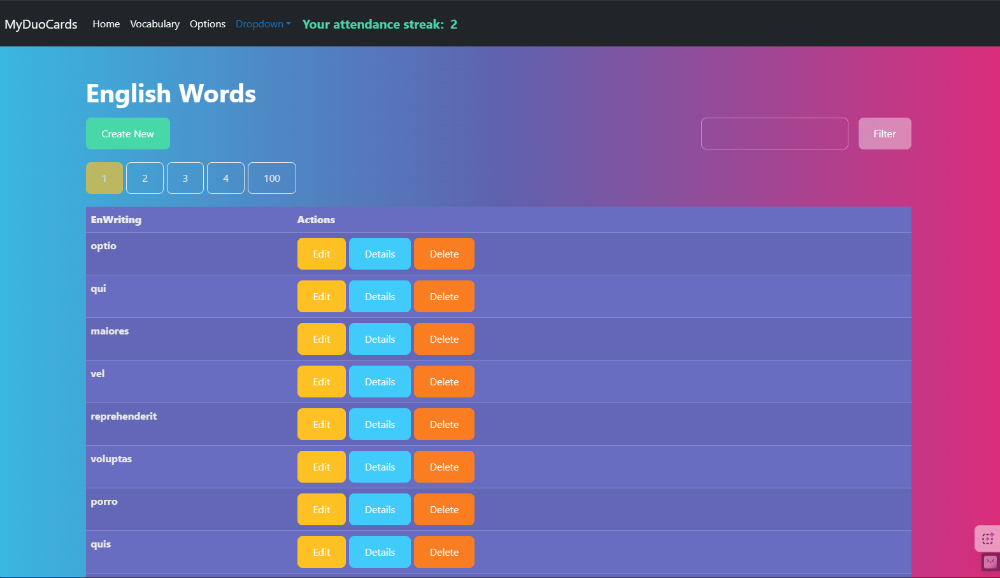 MyDuoCards Home Vocabulary Options Dropdown Your attendance streak: 2
English Words
Create New Filter
1 2 3 4 100
EnWriting Actions
optio Edit Details Delete
qui Edit Details Delete
maiores Edit Details Delete
vel Edit Details Delete
reprehenderit Edit Details Delete
voluptas Edit Details Delete
porro Edit Details Delete
quis Edit Details Delete